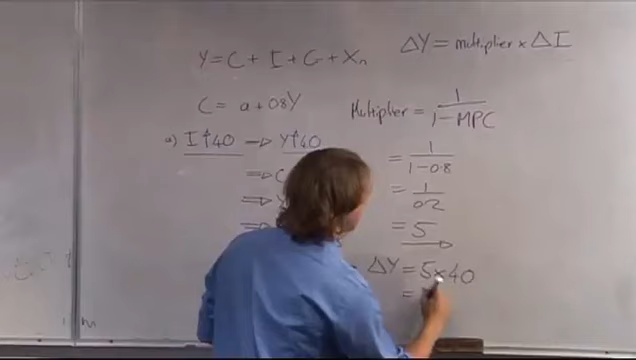 Y = C + I + G + Xn
C = a + 0.8Y
a) I↑40 → Y↑40
⇒ C
⇒ Y
⇒
ΔY = multiplier × ΔI
Multiplier = 1 / 1 - MPC
= 1 / 1 - 0.8
= 1 / 0.2
= 5
ΔY = 5 × 40
=